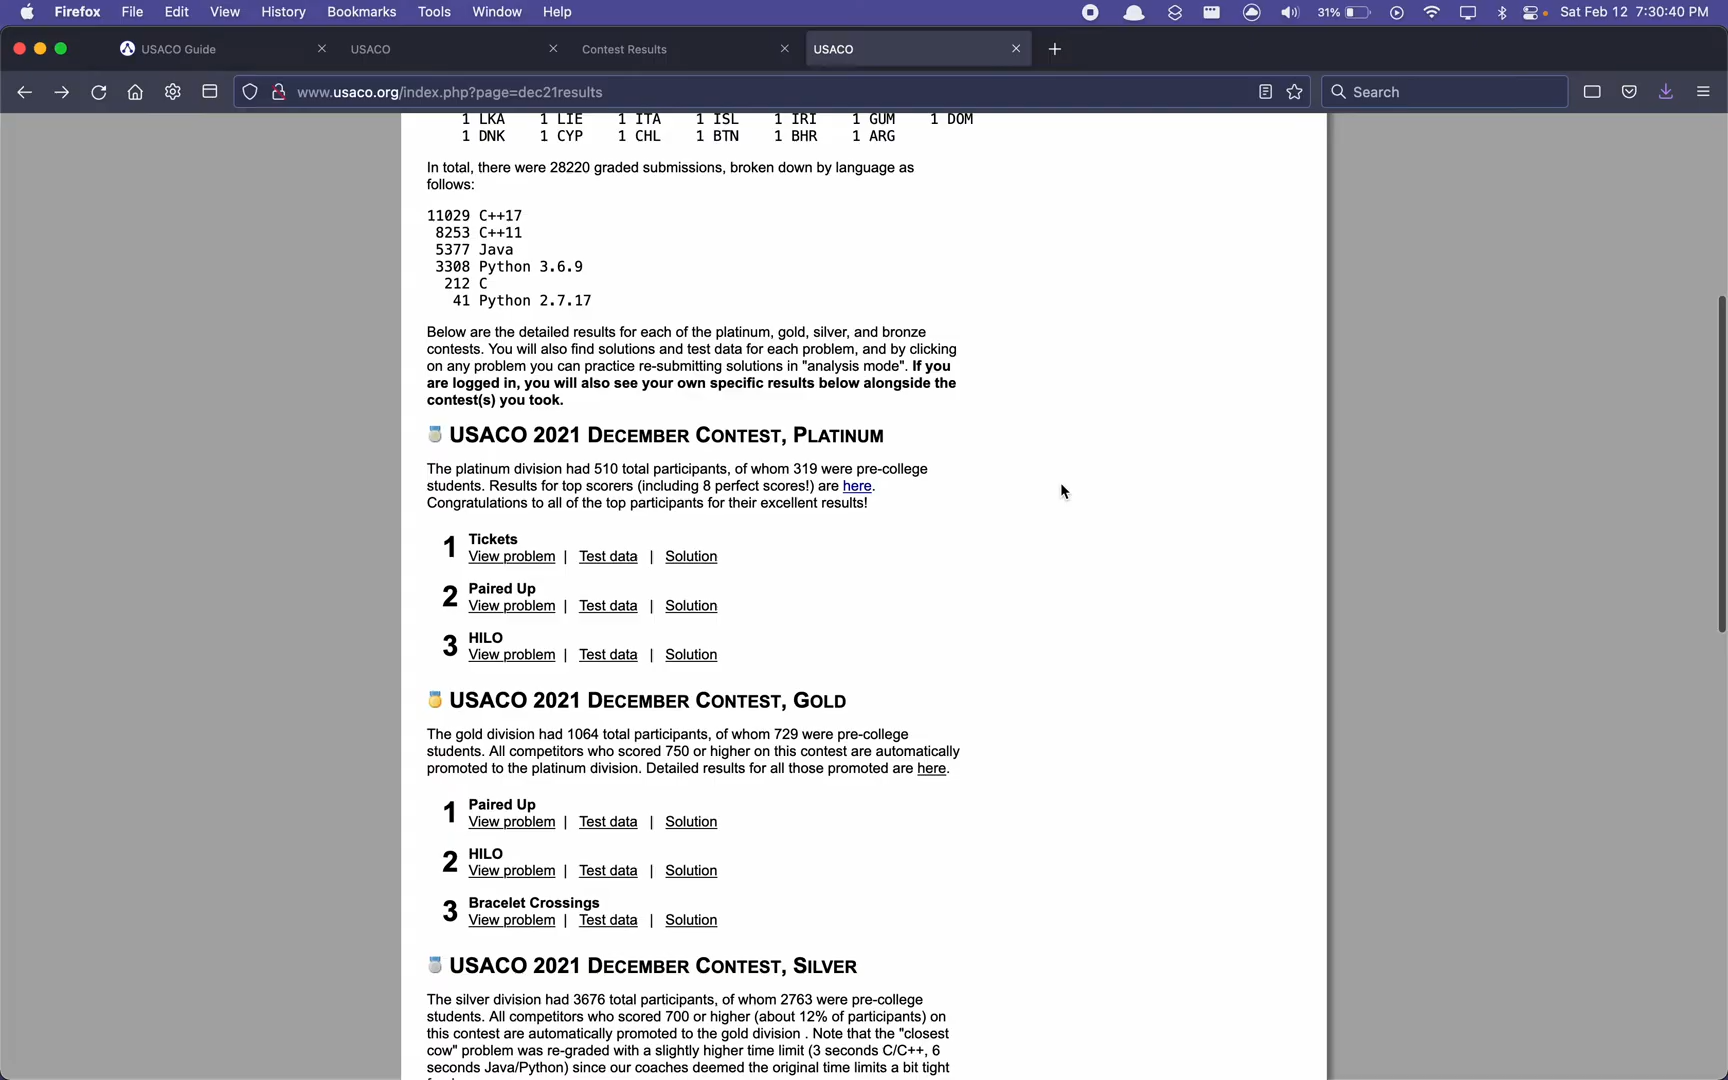 Firefox File Edit View History Bookmarks Tools Window Help 31% Sat Feb 12 7:30:40 PM
USACO Guide USACO Contest Results USACO
www.usaco.org/index.php?page=dec21results Search
1 LKA 1 LIE 1 ITA 1 ISL 1 IRI 1 GUM 1 DOM
1 DNK 1 CYP 1 CHL 1 BTN 1 BHR 1 ARG
In total, there were 28220 graded submissions, broken down by language as
follows:
11029 C++17
8253 C++11
5377 Java
3308 Python 3.6.9
212 C
41 Python 2.7.17
Below are the detailed results for each of the platinum, gold, silver, and bronze
contests. You will also find solutions and test data for each problem, and by clicking
on any problem you can practice re-submitting solutions in "analysis mode". If you
are logged in, you will also see your own specific results below alongside the
contest(s) you took.
USACO 2021 December Contest, Platinum
The platinum division had 510 total participants, of whom 319 were pre-college
students. Results for top scorers (including 8 perfect scores!) are here.
Congratulations to all of the top participants for their excellent results!
1 Tickets
View problem | Test data | Solution
2 Paired Up
View problem | Test data | Solution
3 HILO
View problem | Test data | Solution
USACO 2021 December Contest, Gold
The gold division had 1064 total participants, of whom 729 were pre-college
students. All competitors who scored 750 or higher on this contest are automatically
promoted to the platinum division. Detailed results for all those promoted are here.
1 Paired Up
View problem | Test data | Solution
2 HILO
View problem | Test data | Solution
3 Bracelet Crossings
View problem | Test data | Solution
USACO 2021 December Contest, Silver
The silver division had 3676 total participants, of whom 2763 were pre-college
students. All competitors who scored 700 or higher (about 12% of participants) on
this contest are automatically promoted to the gold division . Note that the "closest
cow" problem was re-graded with a slightly higher time limit (3 seconds C/C++, 6
seconds Java/Python) since our coaches deemed the original time limits a bit tight